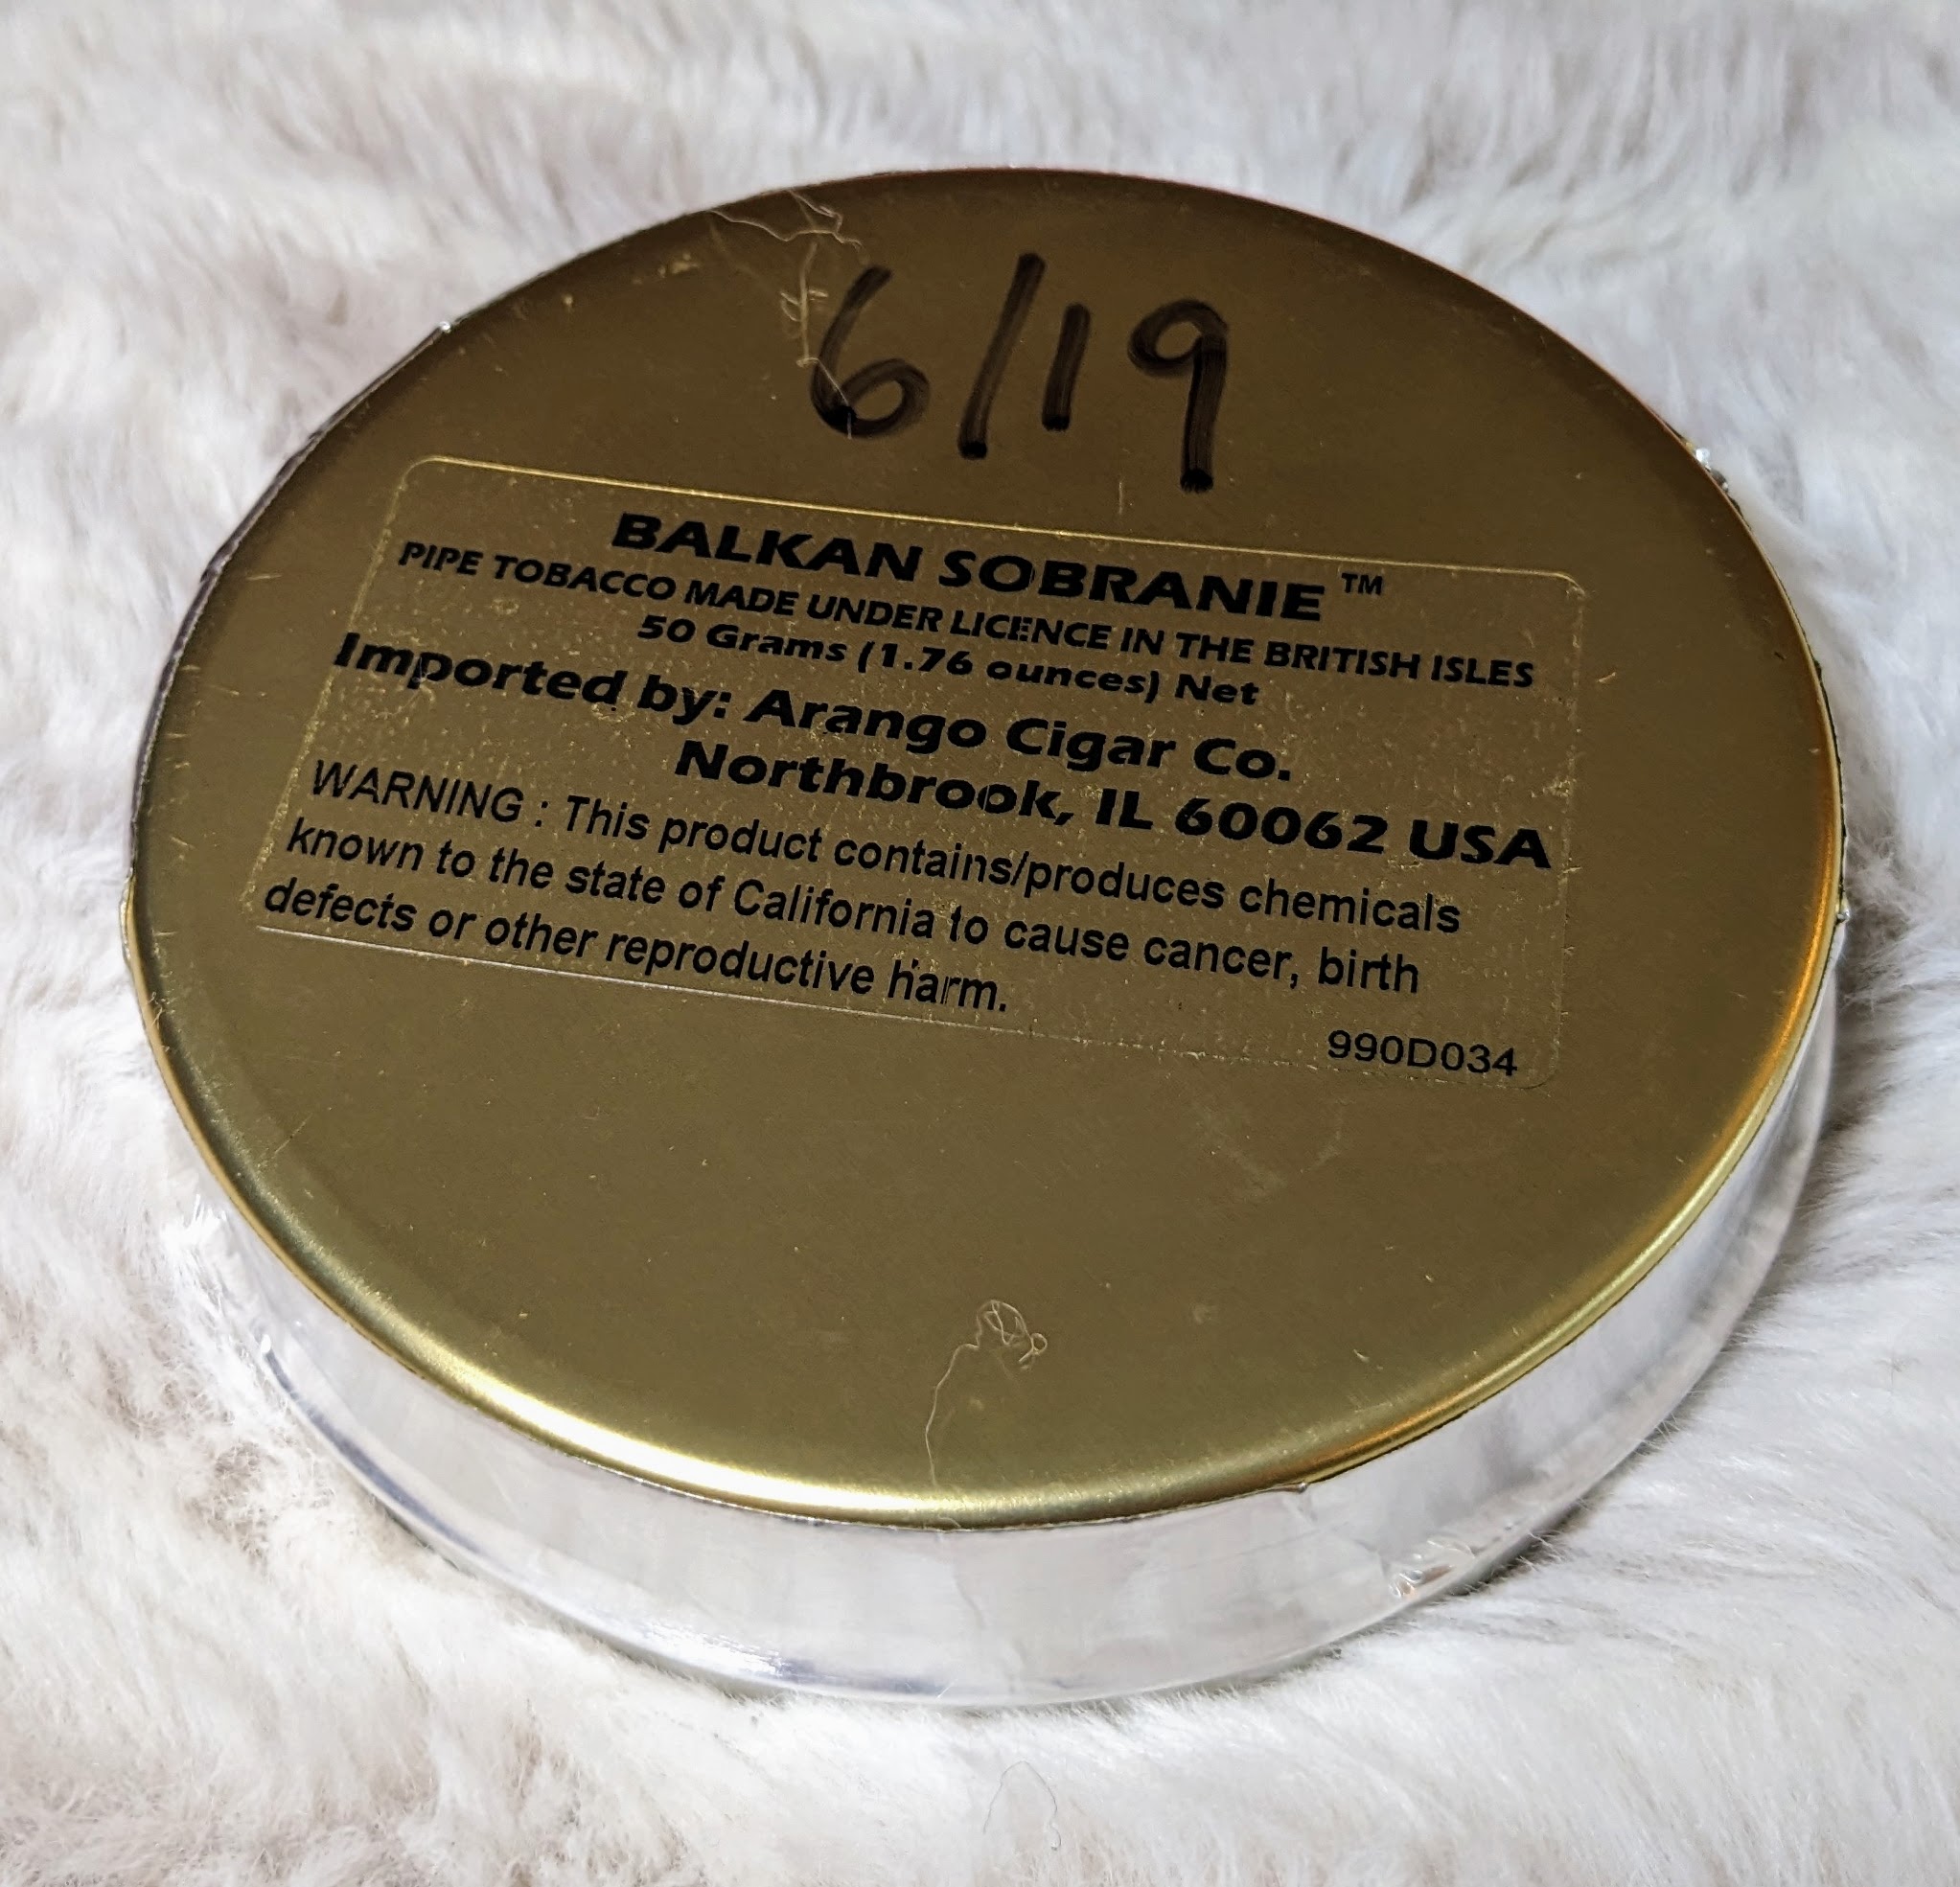 6/19
BALKAN SOBRANIE™
PIPE TOBACCO MADE UNDER LICENCE IN THE BRITISH ISLES
50 Grams (1.76 ounces) Net
Imported by: Arango Cigar Co.
Northbrook, IL 60062 USA
WARNING : This product contains/produces chemicals
known to the state of California to cause cancer, birth
defects or other reproductive harm.
990D034